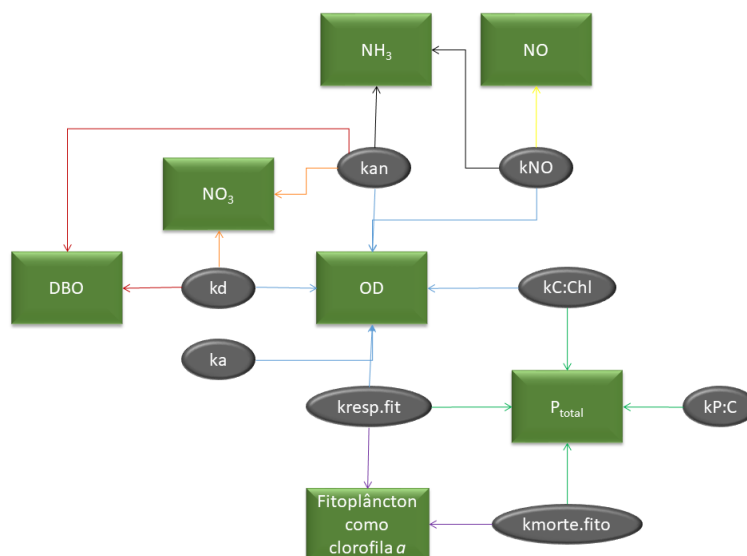 NH₃
NO
kan
kNO
NO₃
DBO
kd
OD
kC:Chl
ka
kresp.fit
P_total
kP:C
Fitoplâncton
como
clorofila a
kmorte.fito